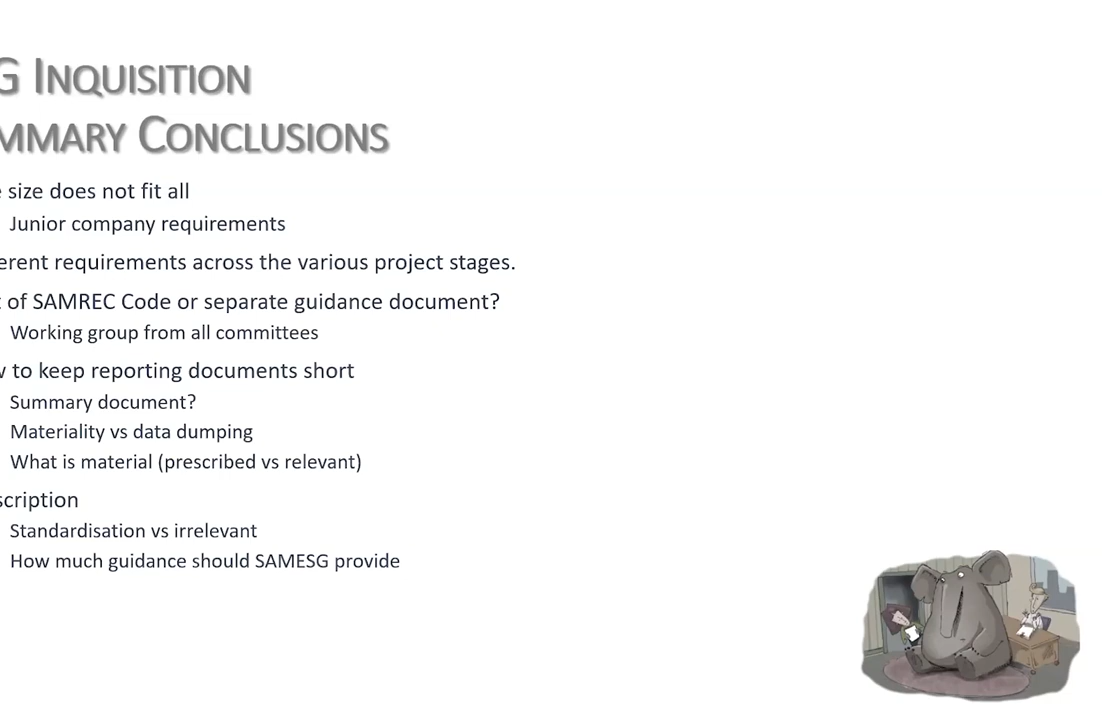 G INQUISITION
MMARY CONCLUSIONS
e size does not fit all
Junior company requirements
erent requirements across the various project stages.
t of SAMREC Code or separate guidance document?
Working group from all committees
w to keep reporting documents short
Summary document?
Materiality vs data dumping
What is material (prescribed vs relevant)
scription
Standardisation vs irrelevant
How much guidance should SAMESG provide